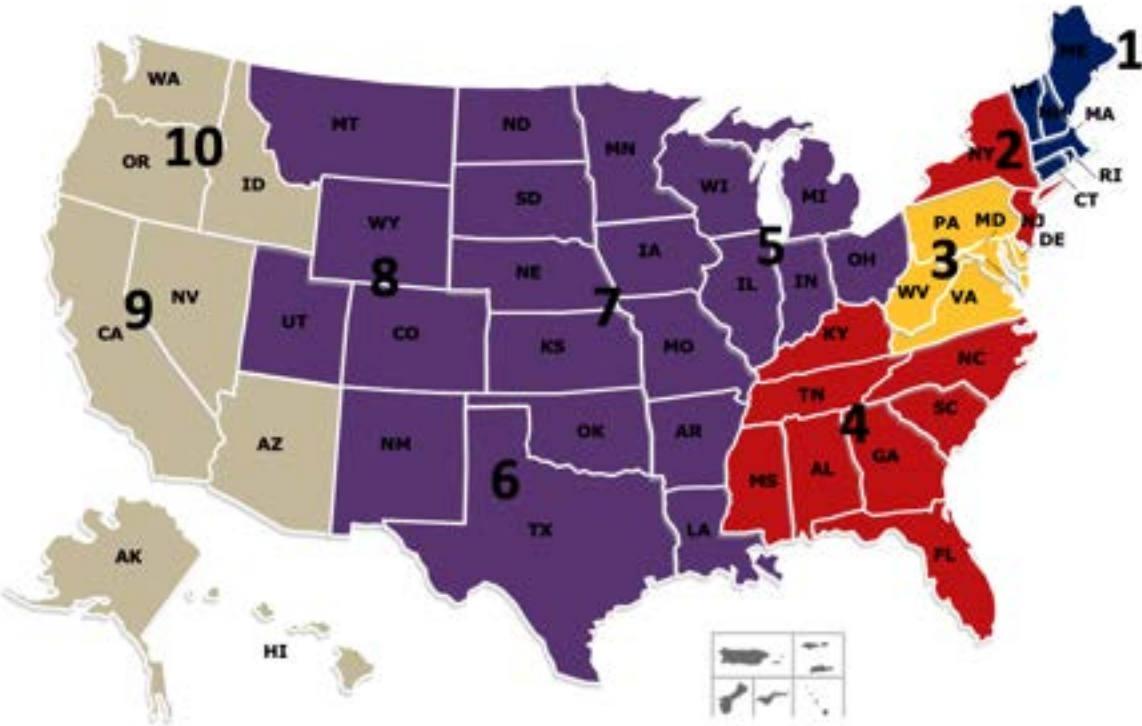 ME
1
WA
VT
NH
MT
ND
MA
10
MN
OR
NY
2
RI
ID
WI
SD
MI
CT
WY
PA
MD
NJ
DE
5
IA
OH
3
8
NE
IL
IN
WV
VA
NV
7
9
UT
CO
CA
KY
KS
MO
NC
TN
SC
4
AZ
NM
OK
AR
GA
AL
6
MS
TX
LA
AK
FL
HI